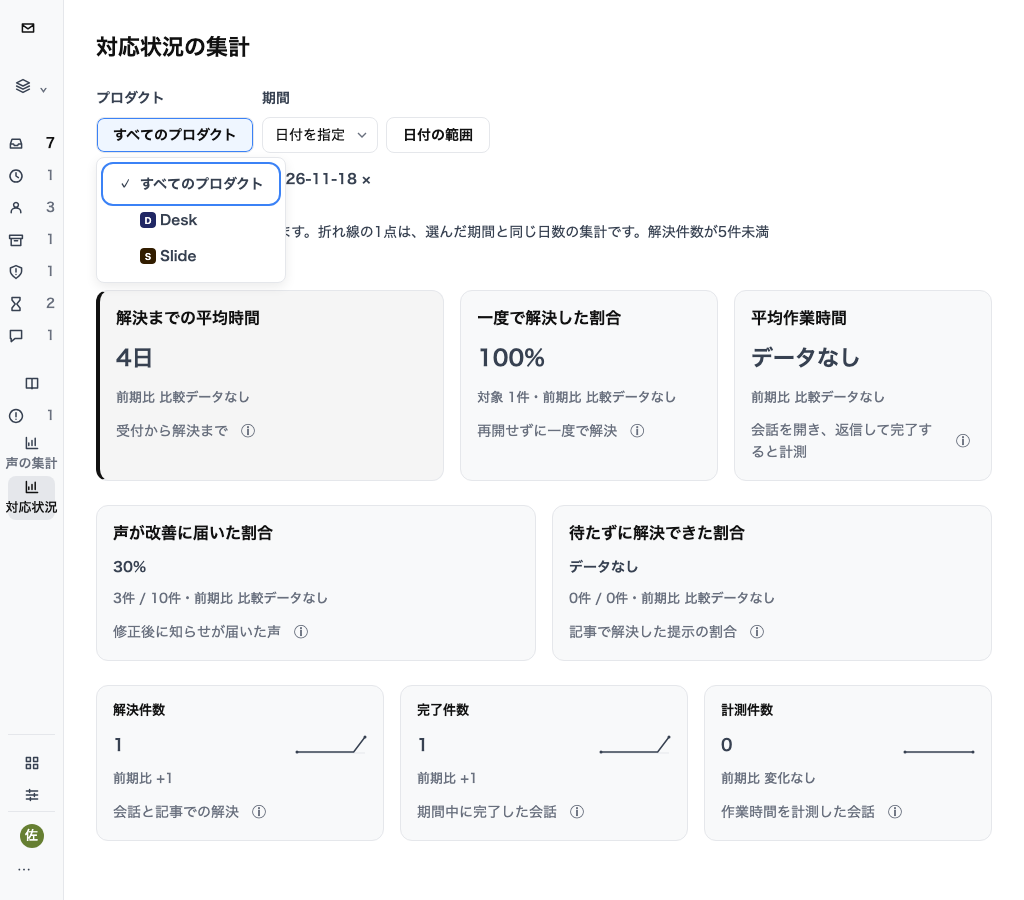 対応状況の集計
プロダクト
期間
すべてのプロダクト
日付を指定
日付の範囲
✓ すべてのプロダクト
26-11-18 ×
D Desk
ます。折れ線の1点は、選んだ期間と同じ日数の集計です。解決件数が5件未満
S Slide
7
1
3
1
1
2
1
1
声の集計
対応状況
佐
…
解決までの平均時間
4日
前期比 比較データなし
受付から解決まで
一度で解決した割合
100%
対象 1件・前期比 比較データなし
再開せずに一度で解決
平均作業時間
データなし
前期比 比較データなし
会話を開き、返信して完了す
ると計測
声が改善に届いた割合
30%
3件 / 10件・前期比 比較データなし
修正後に知らせが届いた声
待たずに解決できた割合
データなし
0件 / 0件・前期比 比較データなし
記事で解決した提示の割合
解決件数
1
前期比 +1
会話と記事での解決
完了件数
1
前期比 +1
期間中に完了した会話
計測件数
0
前期比 変化なし
作業時間を計測した会話